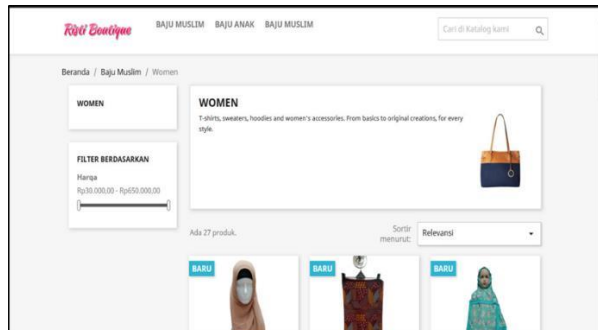 Risti Boutique
BAJU MUSLIM BAJU ANAK BAJU MUSLIM
Cari di Katalog kami
Beranda / Baju Muslim / Women
WOMEN
FILTER BERDASARKAN
Harga
Rp30.000,00 - Rp650.000,00
WOMEN
T-shirts, sweaters, hoodies and women's accessories. From basics to original creations, for every
style.
Ada 27 produk.
Sortir
menurut:
Relevansi
BARU
BARU
BARU